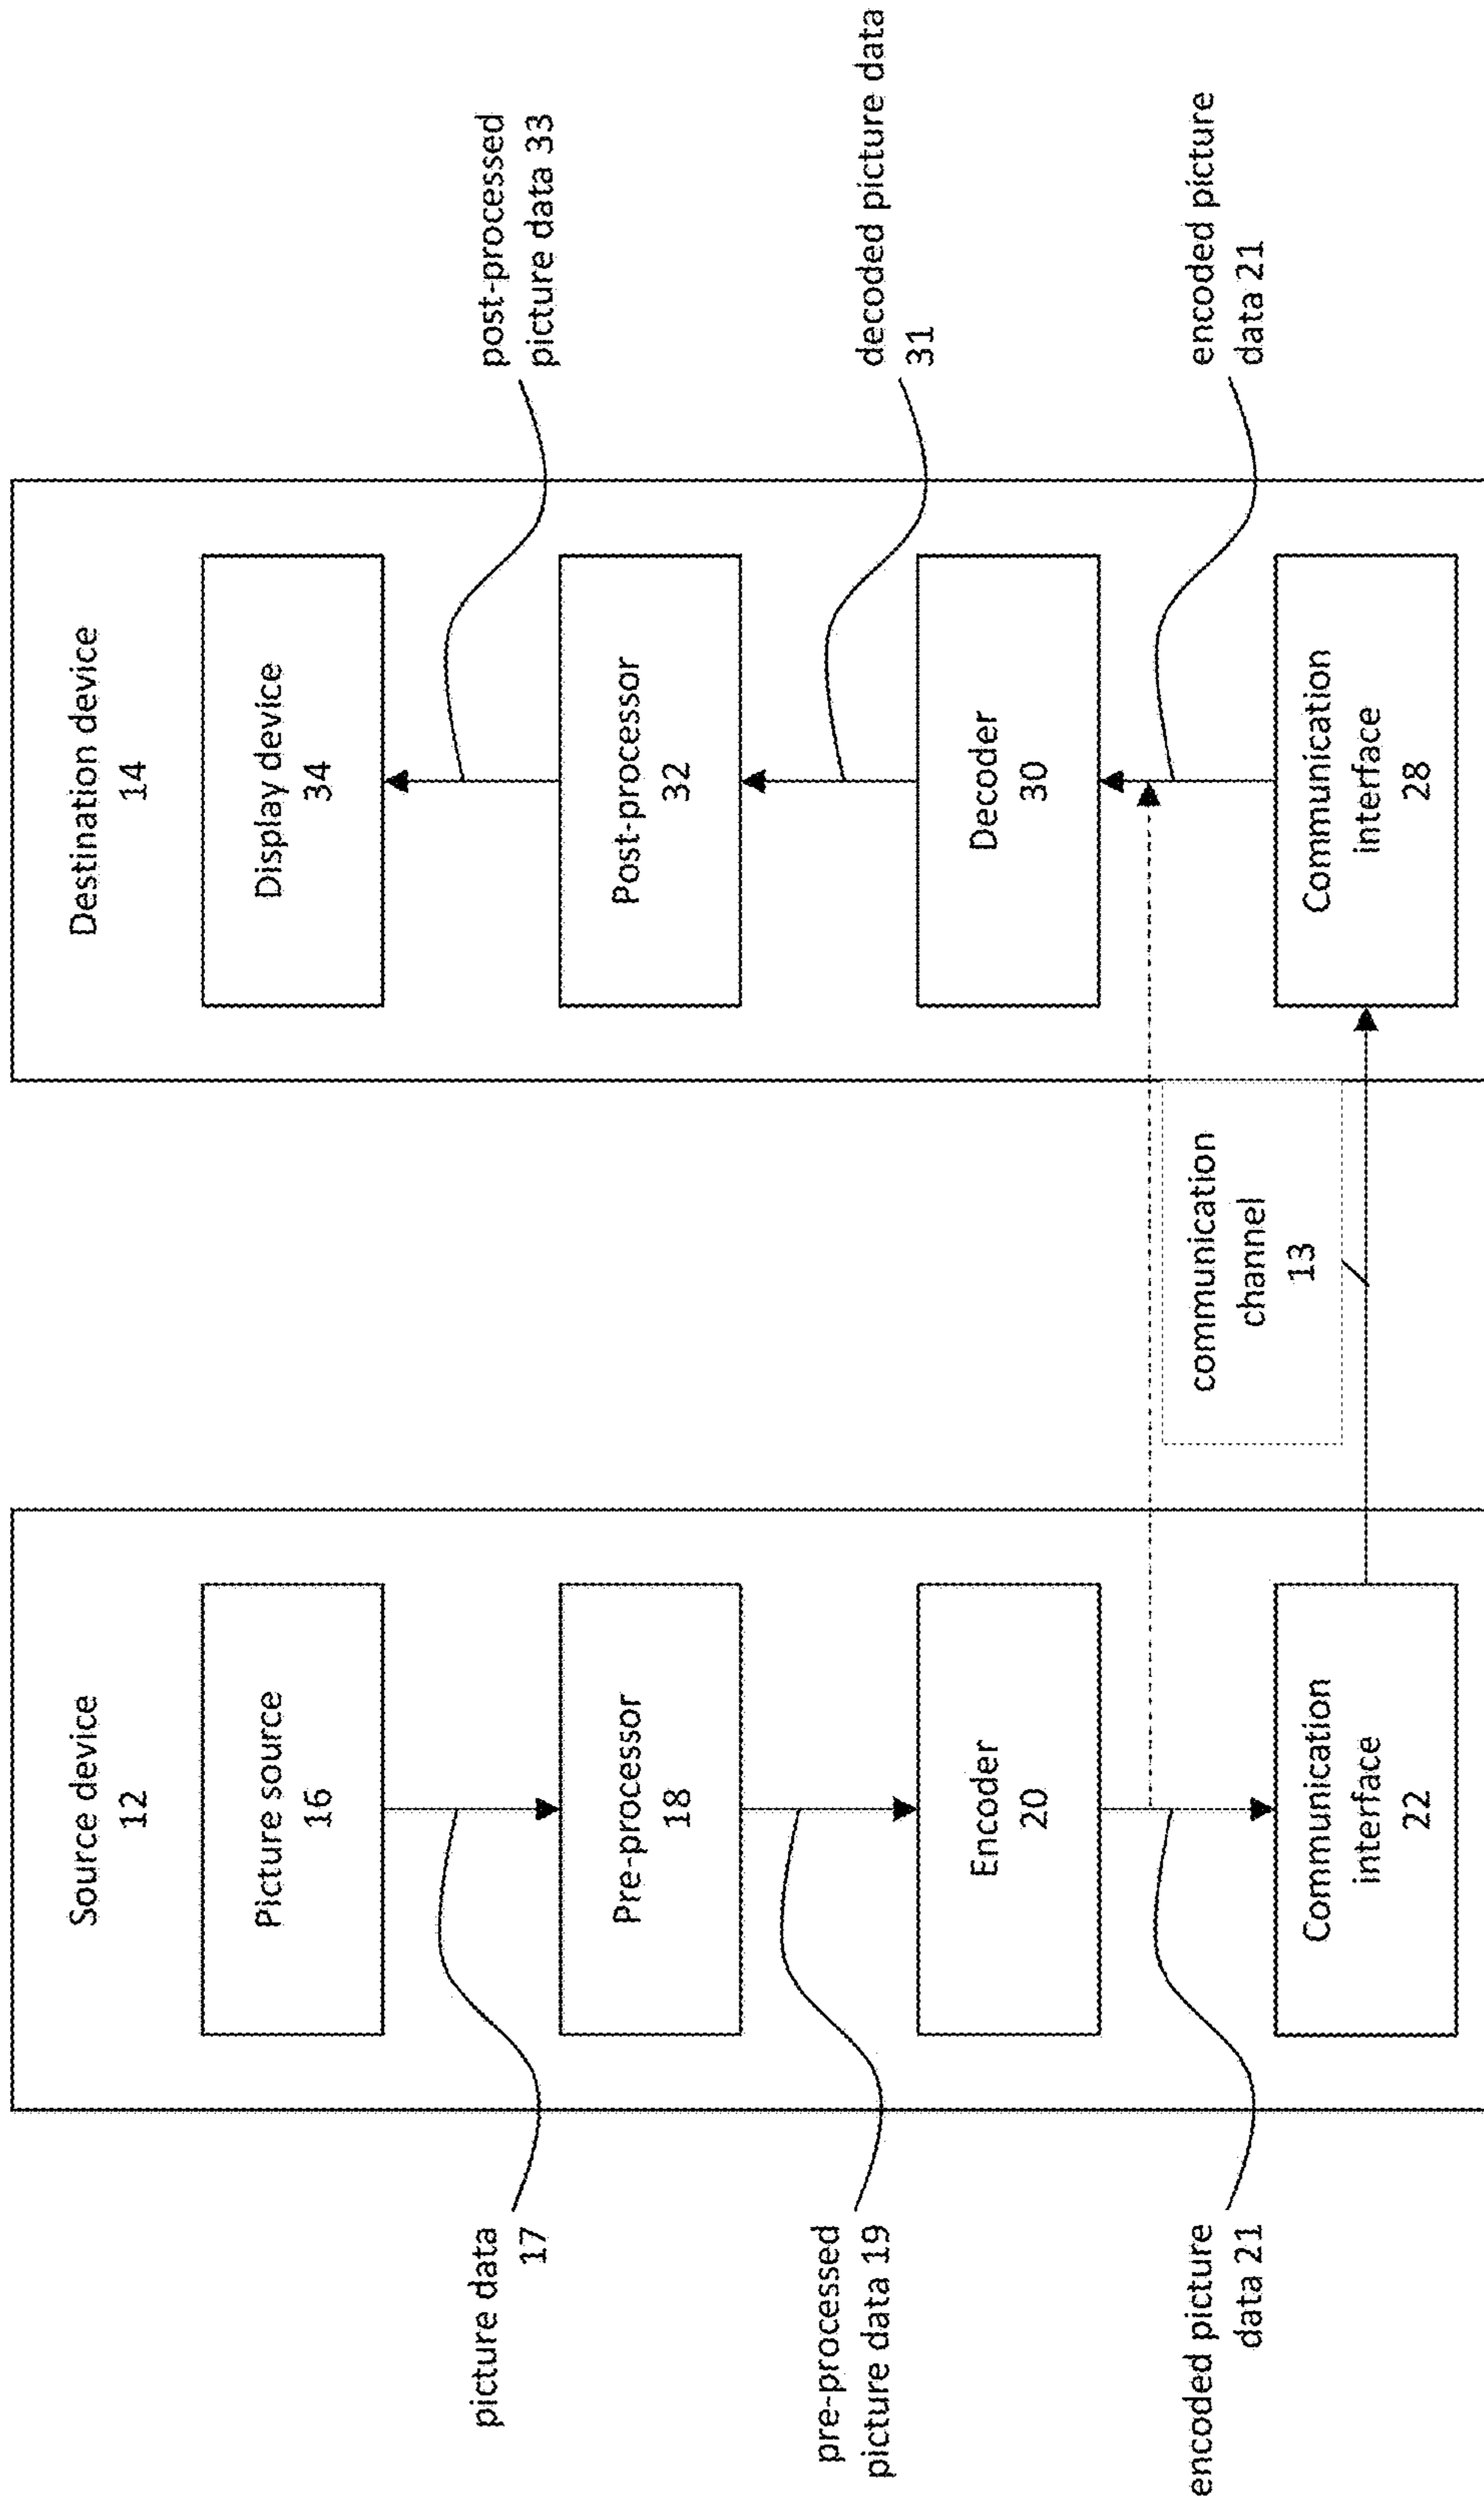 Source device
12
Picture source
16
picture data
17
Pre-processor
18
pre-processed
picture data 19
Encoder
20
encoded picture
data 21
Communication
interface
22
communication
channel
13
Destination device
14
Display device
34
post-processed
picture data 33
Post-processor
32
decoded picture data
31
Decoder
30
encoded picture
data 21
Communication
interface
28